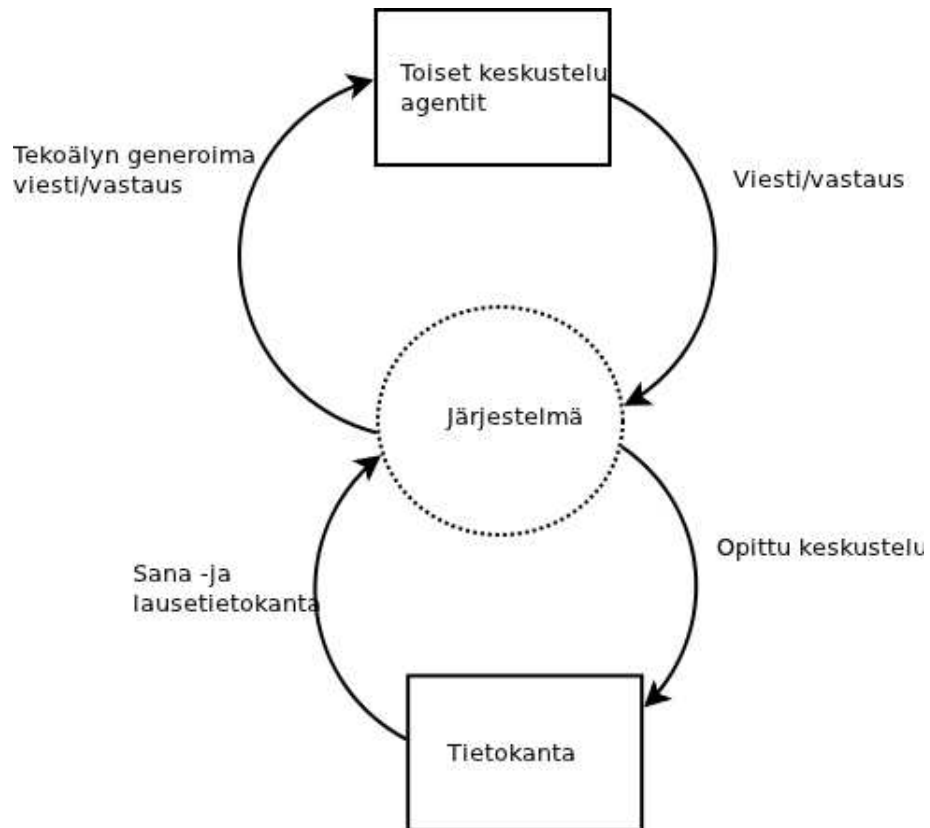 Toiset keskustelu
agentit
Tekoälyn generoima
viesti/vastaus
Viesti/vastaus
Järjestelmä
Opittu keskustelu
Sana -ja
lausetietokanta
Tietokanta